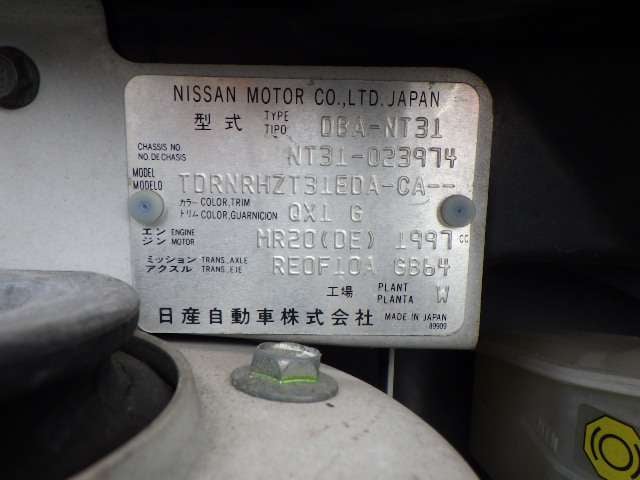 NISSAN MOTOR CO.,LTD. JAPAN
型式 TYPE TIPO DBA-NT31
CHASSIS NO. NO. DE CHASIS NT31-023974
MODEL MODELO TDRNRHZT31EDA-CA--
カラー COLOR,TRIM トリム COLOR,GUARNICION QX1 G
エンジン ENGINE MOTOR MR20(DE) 1997 cc
ミッション アクスル TRANS.,AXLE TRANS.,EJE RE0F10A GB64
工場 PLANT PLANTA W
日産自動車株式会社 MADE IN JAPAN
89909